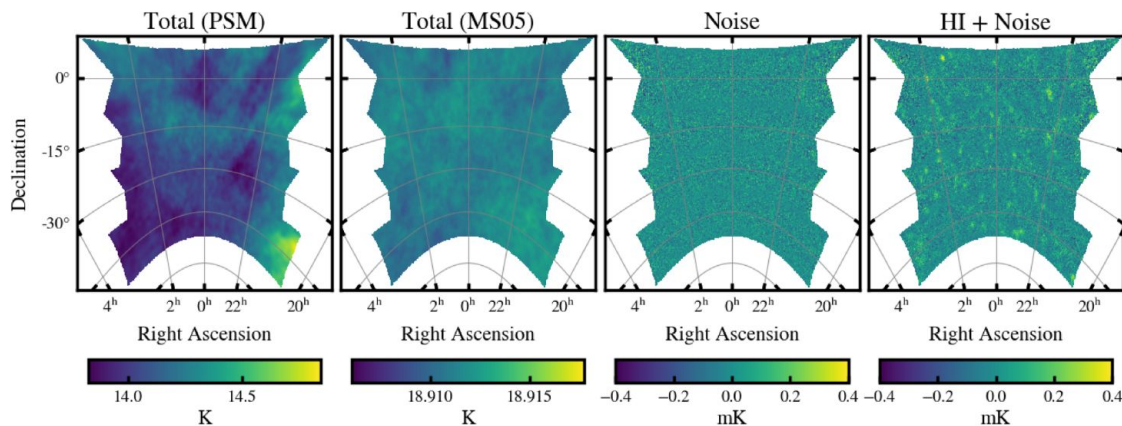 Total (PSM) Total (MS05) Noise HI + Noise
Declination
0°
-15°
-30°
4ʰ 2ʰ 0ʰ 22ʰ 20ʰ 4ʰ 2ʰ 0ʰ 22ʰ 20ʰ 4ʰ 2ʰ 0ʰ 22ʰ 20ʰ 4ʰ 2ʰ 0ʰ 22ʰ 20ʰ
Right Ascension Right Ascension Right Ascension Right Ascension
14.0 14.5 18.910 18.915 −0.4 −0.2 0.0 0.2 0.4 −0.4 −0.2 0.0 0.2 0.4
K K mK mK